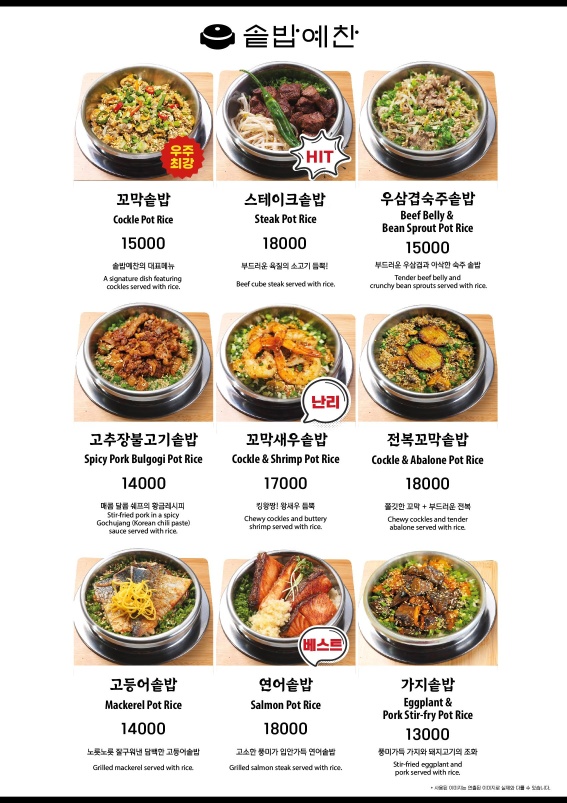 솥밥예찬
우주
최강
HIT
꼬막솥밥
Cockle Pot Rice
15000
솥밥예찬의 대표메뉴
A signature dish featuring
cockles served with rice.
스테이크솥밥
Steak Pot Rice
18000
부드러운 육질의 소고기 듬뿍!
Beef cube steak served with rice.
우삼겹숙주솥밥
Beef Belly &
Bean Sprout Pot Rice
15000
부드러운 우삼겹과 아삭한 숙주 솥밥
Tender beef belly and
crunchy bean sprouts served with rice.
난리
고추장불고기솥밥
Spicy Pork Bulgogi Pot Rice
14000
매콤 달콤 쉐프의 황금레시피
Stir-fried pork in a spicy
Gochujang (Korean chili paste)
sauce served with rice.
꼬막새우솥밥
Cockle & Shrimp Pot Rice
17000
킹왕짱! 왕새우 듬뿍
Chewy cockles and buttery
shrimp served with rice.
전복꼬막솥밥
Cockle & Abalone Pot Rice
18000
쫄깃한 꼬막 + 부드러운 전복
Chewy cockles and tender
abalone served with rice.
베스트
고등어솥밥
Mackerel Pot Rice
14000
노릇노릇 잘구워낸 담백한 고등어솥밥
Grilled mackerel served with rice.
연어솥밥
Salmon Pot Rice
18000
고소한 풍미가 입안가득 연어솥밥
Grilled salmon steak served with rice.
가지솥밥
Eggplant &
Pork Stir-fry Pot Rice
13000
풍미가득 가지와 돼지고기의 조화
Stir-fried eggplant and
pork served with rice.
* 사용된 이미지는 연출된 이미지로 실제와 다를 수 있습니다.